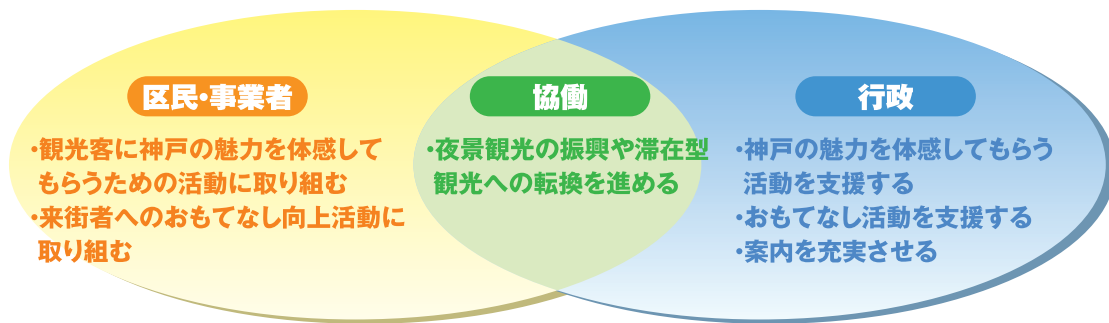 区民・事業者
・観光客に神戸の魅力を体感して
もらうための活動に取り組む
・来街者へのおもてなし向上活動に
取り組む
協働
・夜景観光の振興や滞在型
観光への転換を進める
行政
・神戸の魅力を体感してもらう
活動を支援する
・おもてなし活動を支援する
・案内を充実させる